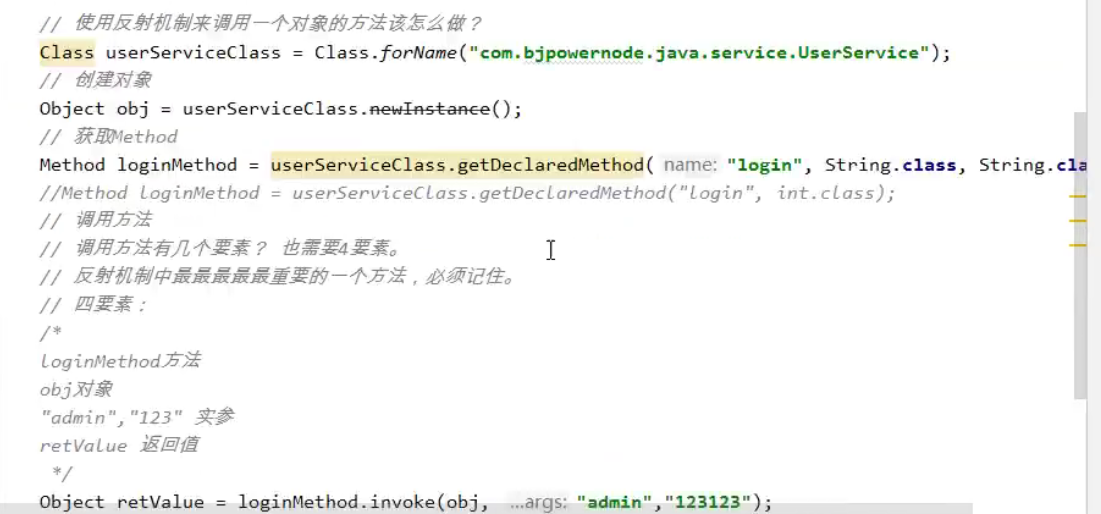 // 使用反射机制来调用一个对象的方法该怎么做？
Class userServiceClass = Class.forName("com.bjpowernode.java.service.UserService");
// 创建对象
Object obj = userServiceClass.newInstance();
// 获取Method
Method loginMethod = userServiceClass.getDeclaredMethod( name: "login", String.class, String.cla
//Method loginMethod = userServiceClass.getDeclaredMethod("login", int.class);
// 调用方法
// 调用方法有几个要素？ 也需要4要素。
// 反射机制中最最最最最重要的一个方法，必须记住。
// 四要素：
/*
loginMethod方法
obj对象
"admin","123" 实参
retValue 返回值
*/
Object retValue = loginMethod.invoke(obj, ...args: "admin","123123");